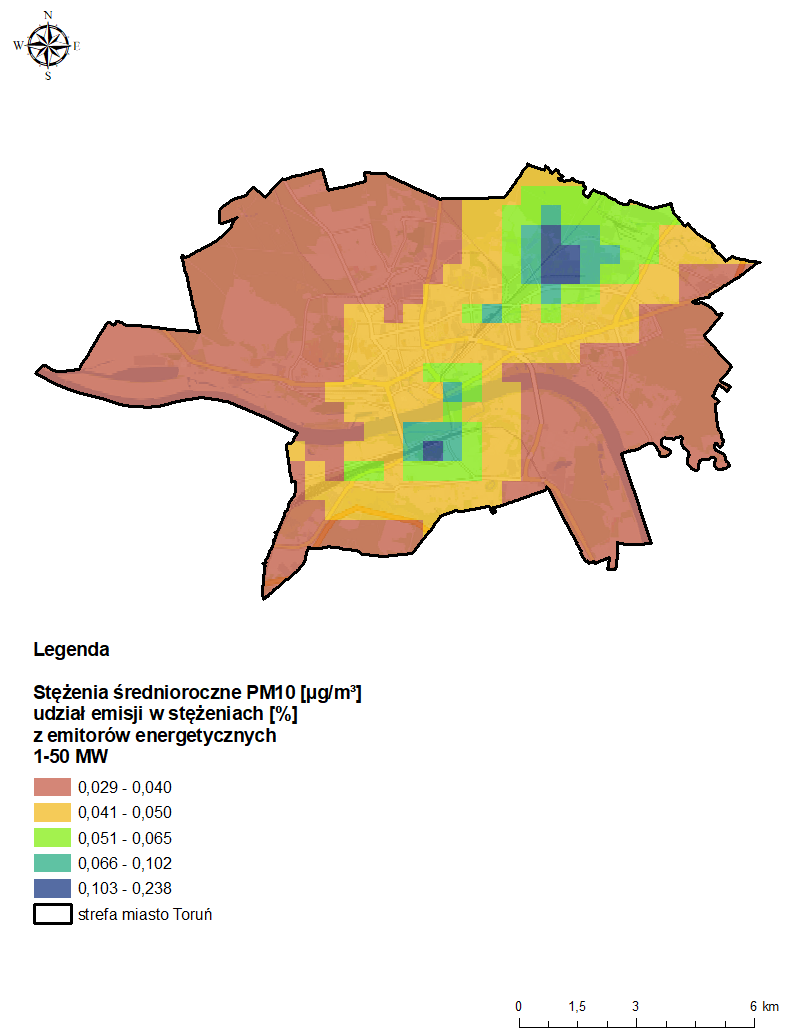 N
W E
S
Legenda
Stężenia średnioroczne PM10 [µg/m³]
udział emisji w stężeniach [%]
z emitorów energetycznych
1-50 MW
0,029 - 0,040
0,041 - 0,050
0,051 - 0,065
0,066 - 0,102
0,103 - 0,238
strefa miasto Toruń
0 1,5 3 6 km